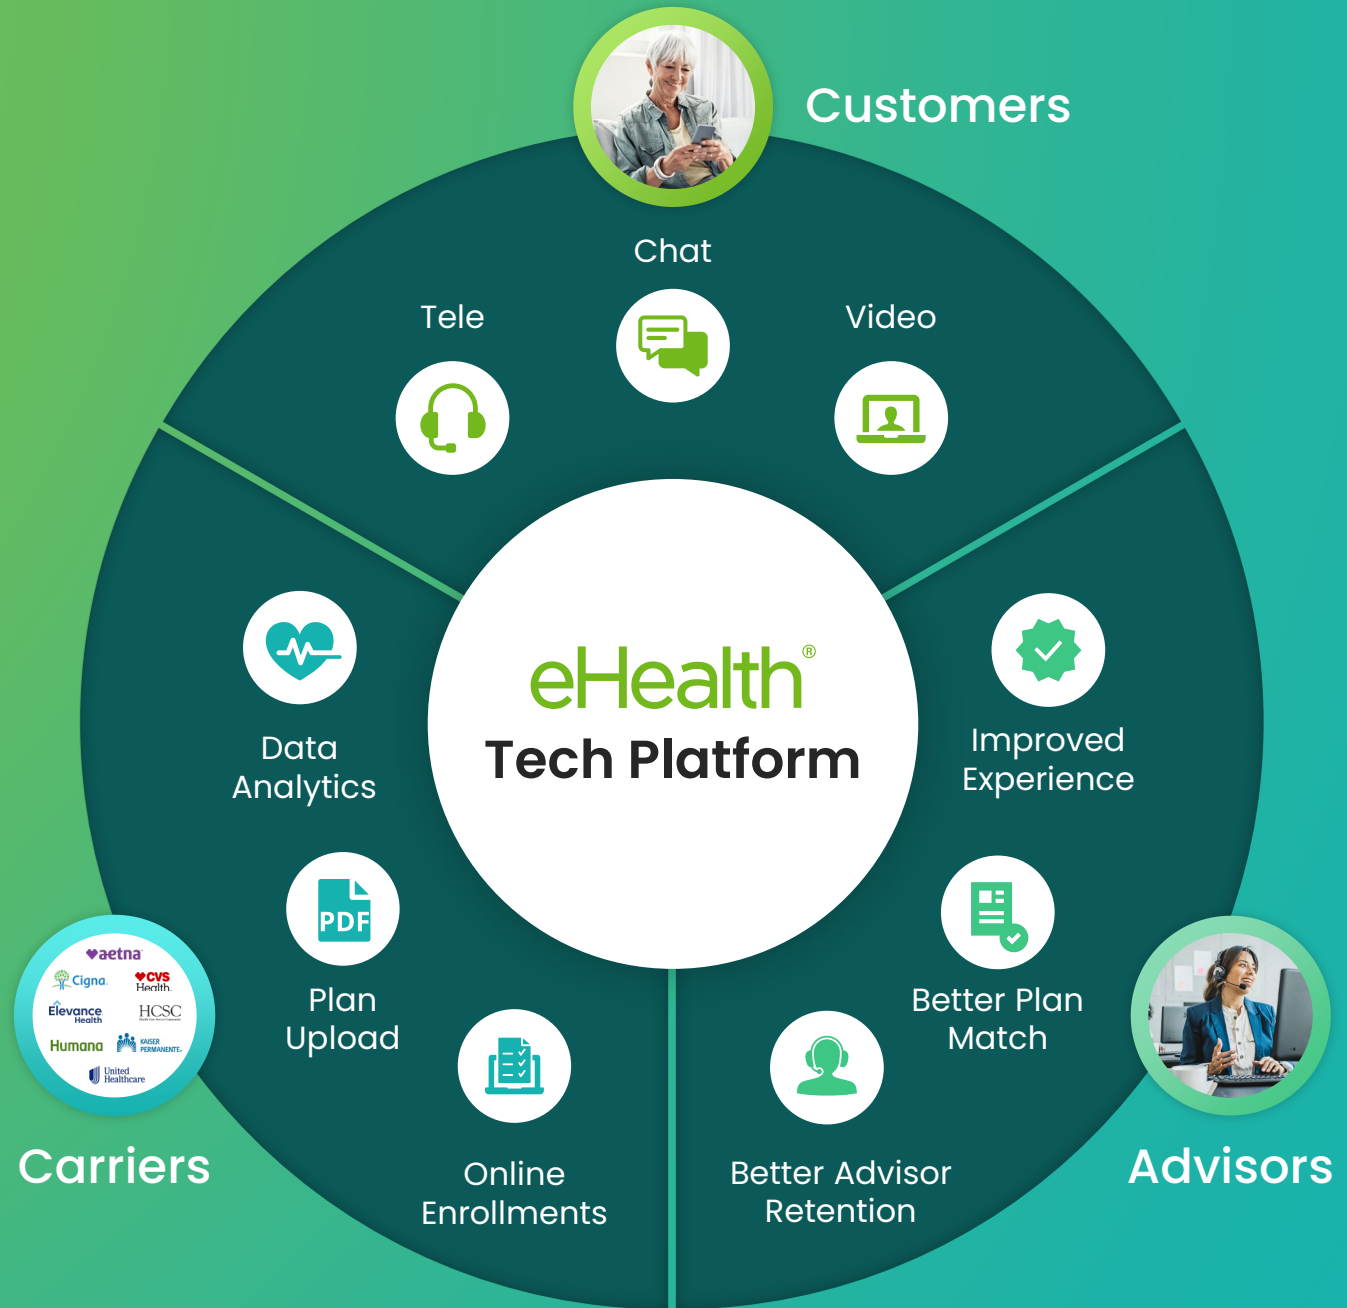 Customers
Chat
Tele
Video
eHealth®
Tech Platform
Data
Analytics
Improved
Experience
PDF
Plan
Upload
Better Plan
Match
Online
Enrollments
Better Advisor
Retention
aetna
Cigna
CVS
Health
Elevance
Health
HCSC
Humana
KAISER
PERMANENTE
United
Healthcare
Carriers
Advisors